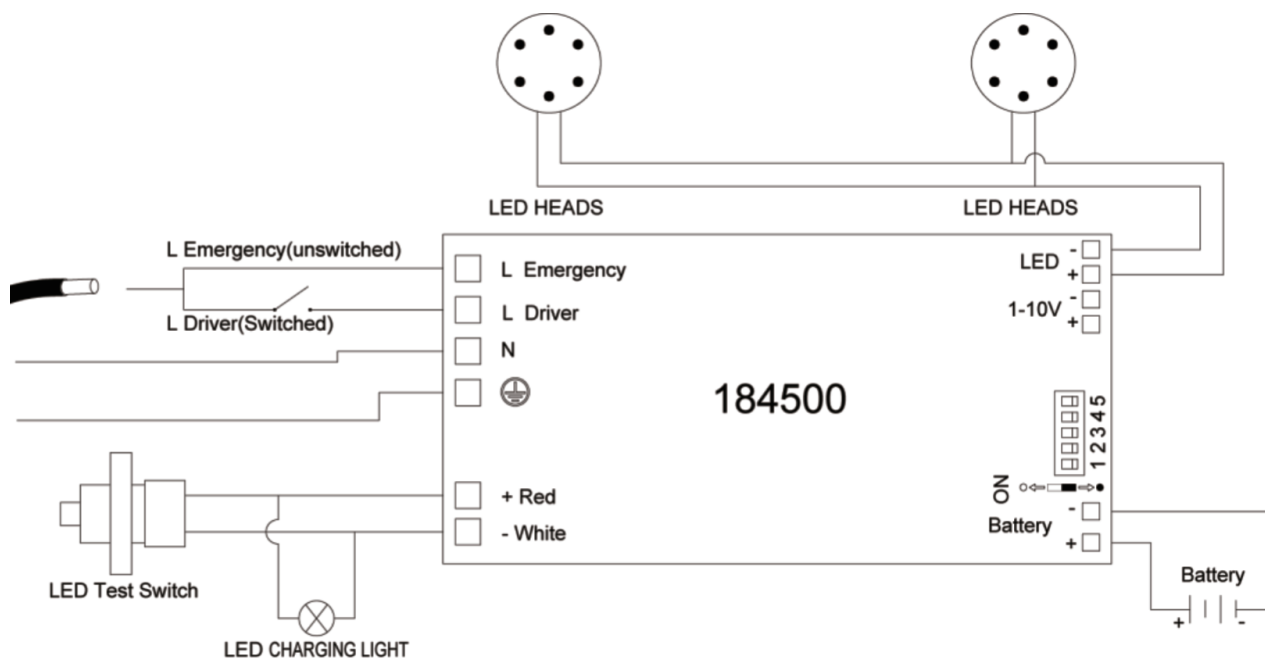 LED HEADS
LED HEADS
L Emergency(unswitched)
L Driver(Switched)
L Emergency
L Driver
N
184500
LED
-
+
1-10V
-
+
1 2 3 4 5
ON
+ Red
- White
Battery
-
+
LED Test Switch
LED CHARGING LIGHT
Battery
+ -